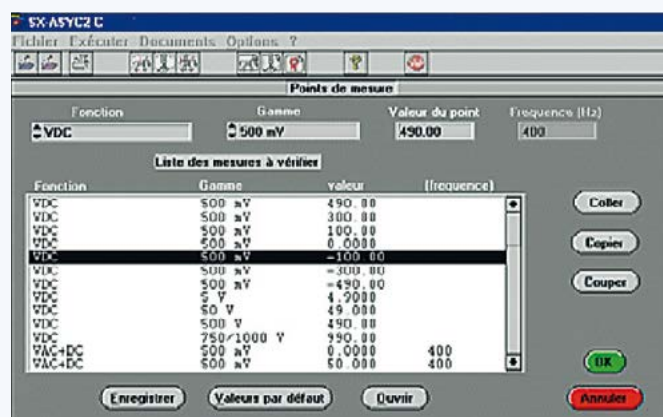 SX-ASYC2 C
Fichier Exécuter Documents Options ?
Points de mesure
Fonction Gamme Valeur du point Frequence (Hz)
VDC 500 mV 490.00 400
Liste des mesures à vérifier
Fonction Gamme valeur (frequence)
VDC 500 mV 490.00
VDC 500 mV 300.00
VDC 500 mV 100.00
VDC 500 mV 0.0000
VDC 500 mV -100.00
VDC 500 mV -300.00
VDC 500 mV -490.00
VDC 5 V 4.9000
VDC 50 V 49.000
VDC 500 V 490.00
VDC 750/1000 V 990.00
VAC+DC 500 mV 0.0000 400
VAC+DC 500 mV 50.000 400
Coller
Copier
Couper
OK
Enregistrer Valeurs par défaut Ouvrir Annuler